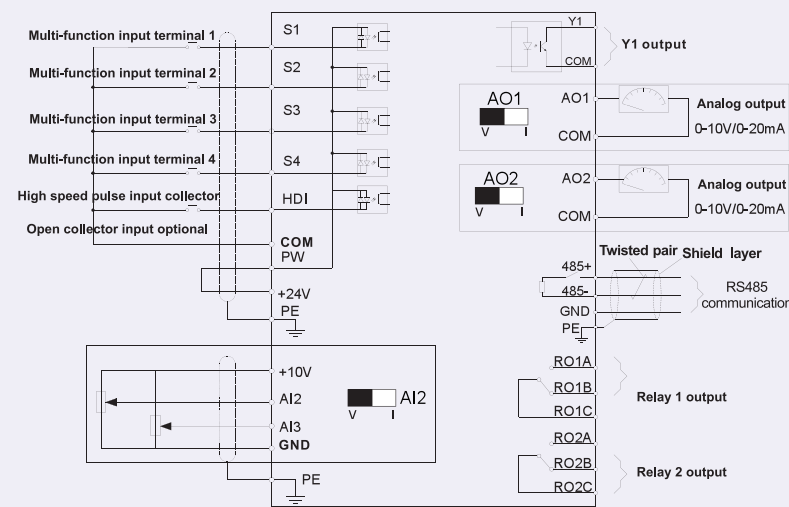 Multi-function input terminal 1
Multi-function input terminal 2
Multi-function input terminal 3
Multi-function input terminal 4
High speed pulse input collector
Open collector input optional
S1
S2
S3
S4
HDI
COM
PW
+24V
PE
+10V
AI2
AI3
GND
PE
AI2
V I
Y1
COM
Y1 output
AO1
V I
AO1
COM
Analog output
0-10V/0-20mA
AO2
V I
AO2
COM
Analog output
0-10V/0-20mA
Twisted pair
Shield layer
485+
485-
GND
PE
RS485
communication
RO1A
RO1B
RO1C
Relay 1 output
RO2A
RO2B
RO2C
Relay 2 output